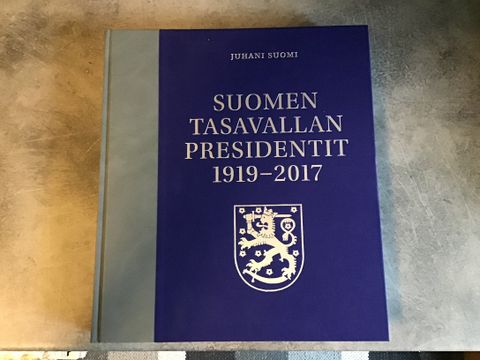 JUHANI SUOMI
SUOMEN
TASAVALLAN
PRESIDENTIT
1919–2017